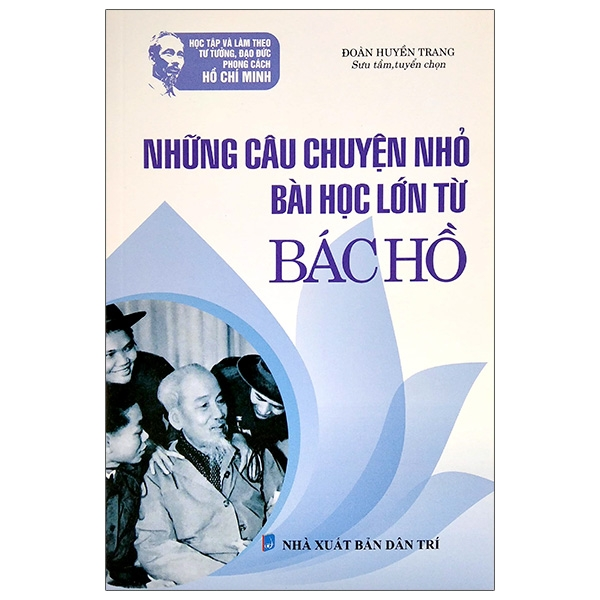 HỌC TẬP VÀ LÀM THEO
TƯ TƯỞNG, ĐẠO ĐỨC
PHONG CÁCH
HỒ CHÍ MINH
ĐOÀN HUYỀN TRANG
Sưu tầm,tuyển chọn
NHỮNG CÂU CHUYỆN NHỎ
BÀI HỌC LỚN TỪ
BÁC HỒ
NHÀ XUẤT BẢN DÂN TRÍ